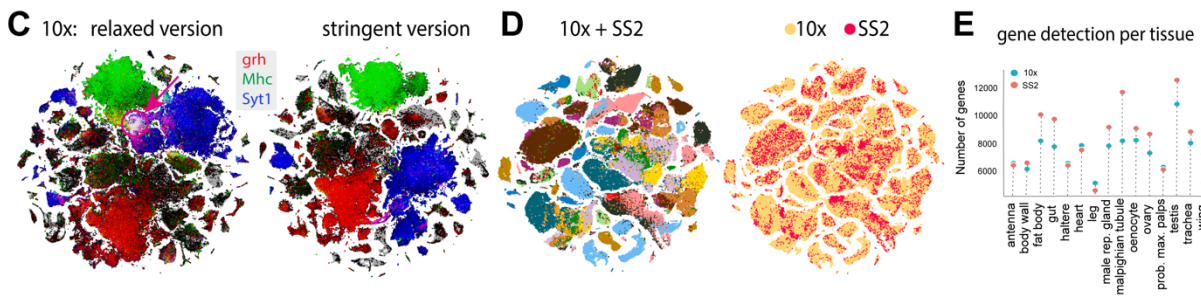 C
10x: relaxed version
stringent version
grh
Mhc
Syt1
D
10x + SS2
10x
SS2
E
gene detection per tissue
10x
SS2
Number of genes
12000
10000
8000
6000
antenna
body wall
fat body
gut
haltere
heart
leg
male rep. gland
malpighian tubule
oenocyte
ovary
prob. max. palps
testis
trachea